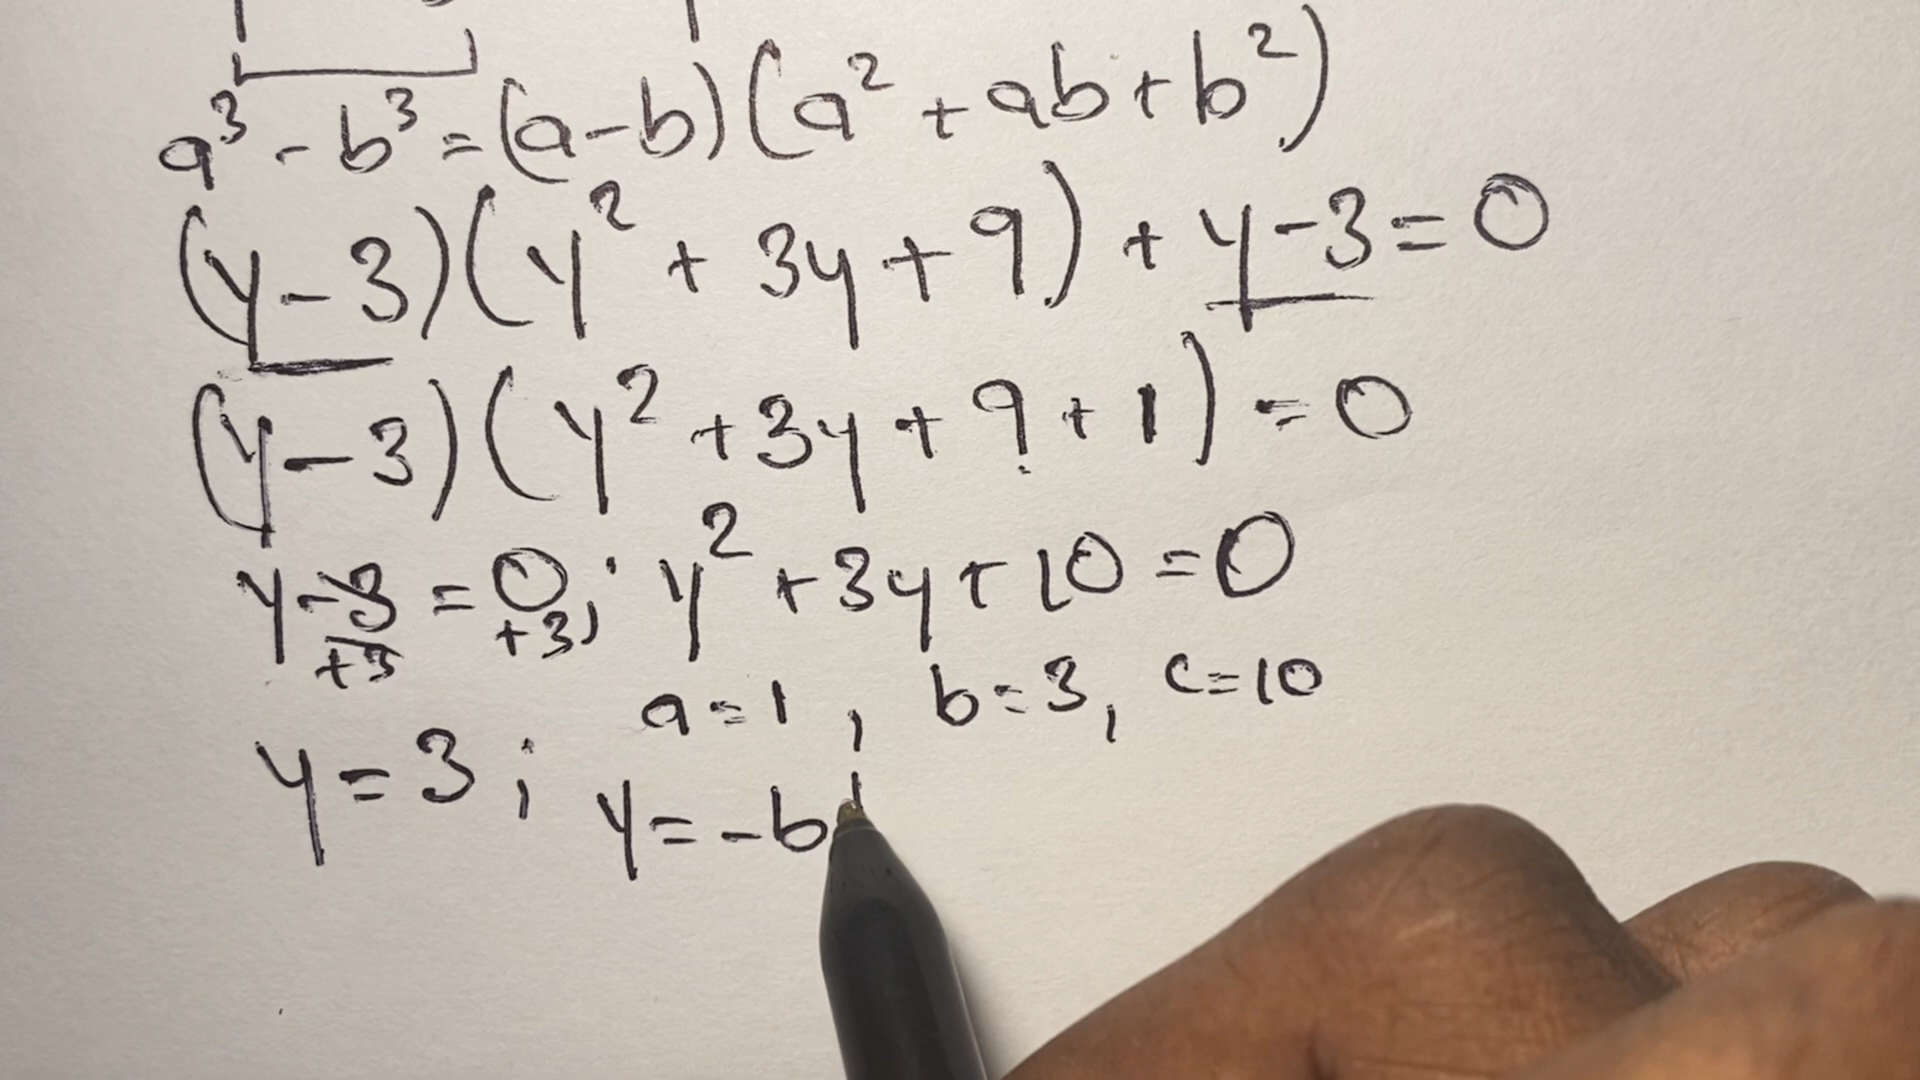 a³ - b³ = (a-b)(a² + ab + b²)
(y-3)(y² + 3y + 9) + y-3 = 0
(y-3)(y² + 3y + 9 + 1) = 0
y-3 = 0; y² + 3y + 10 = 0
+3 +3,
a = 1, b = 3, c = 10
y = 3; y = -b